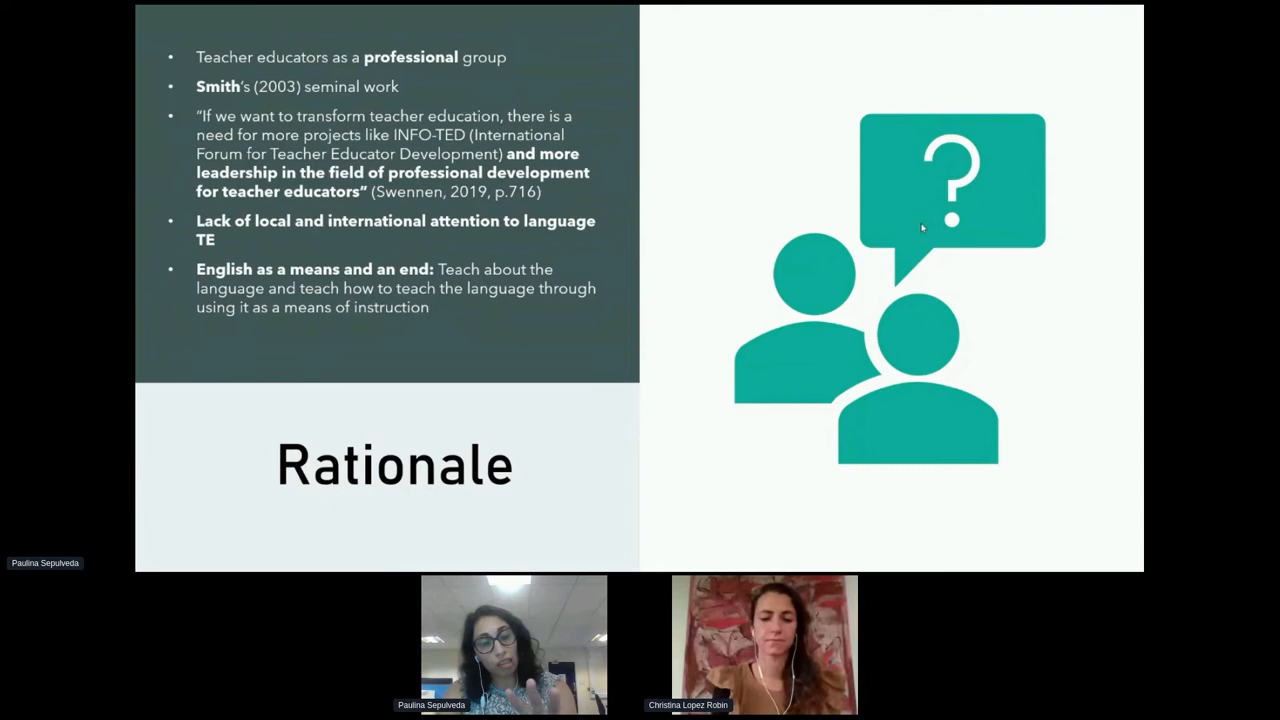 • Teacher educators as a professional group
• Smith's (2003) seminal work
• "If we want to transform teacher education, there is a
need for more projects like INFO-TED (International
Forum for Teacher Educator Development) and more
leadership in the field of professional development
for teacher educators" (Swennen, 2019, p.716)
• Lack of local and international attention to language
TE
• English as a means and an end: Teach about the
language and teach how to teach the language through
using it as a means of instruction
Rationale
?
Paulina Sepulveda
Paulina Sepulveda
Christina Lopez Robin